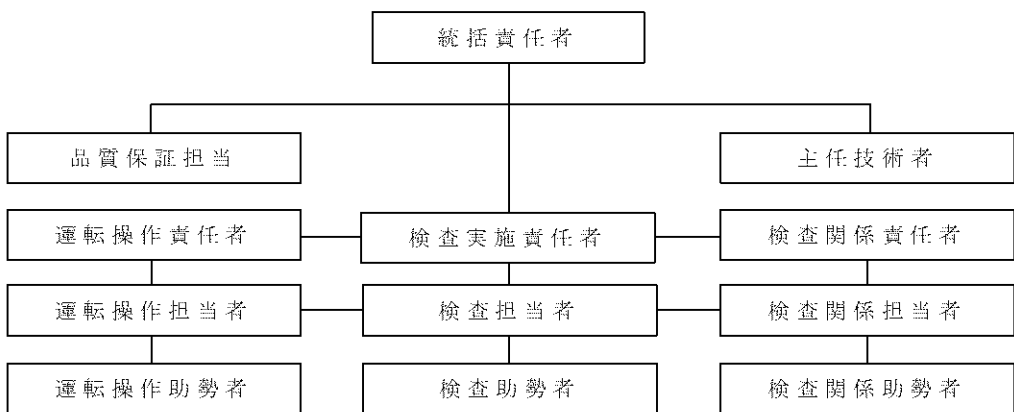 統括責任者
品質保証担当
主任技術者
運転操作責任者
検査実施責任者
検査関係責任者
運転操作担当者
検査担当者
検査関係担当者
運転操作助勢者
検査助勢者
検査関係助勢者